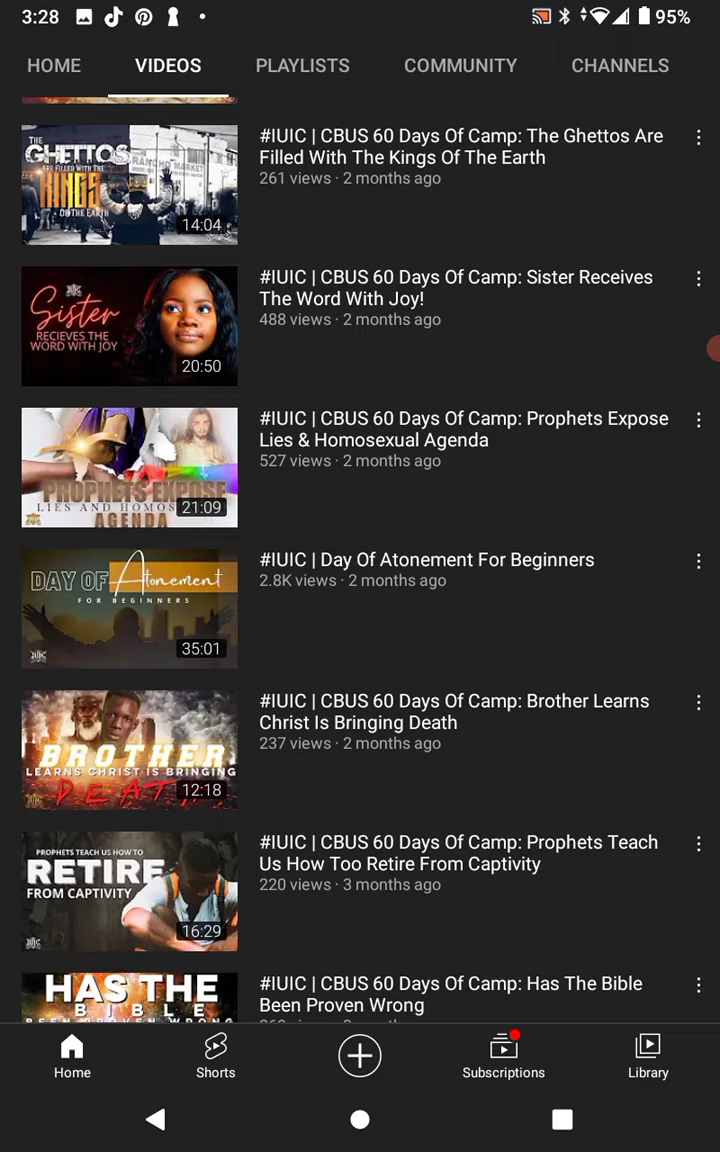 3:28
95%
HOME VIDEOS PLAYLISTS COMMUNITY CHANNELS
THE
GHETTOS
ARE FILLED WITH THE
KINGS
OF THE EARTH
RANCHO MARKET
14:04
#IUIC | CBUS 60 Days Of Camp: The Ghettos Are
Filled With The Kings Of The Earth
261 views · 2 months ago
Sister
RECIEVES THE
WORD WITH JOY
20:50
#IUIC | CBUS 60 Days Of Camp: Sister Receives
The Word With Joy!
488 views · 2 months ago
PROPHETS EXPOSE
LIES AND HOMOS
AGENDA
21:09
#IUIC | CBUS 60 Days Of Camp: Prophets Expose
Lies & Homosexual Agenda
527 views · 2 months ago
DAY OF Atonement
FOR BEGINNERS
IUIC
35:01
#IUIC | Day Of Atonement For Beginners
2.8K views · 2 months ago
BROTHER
LEARNS CHRIST IS BRINGING
DEATH
12:18
#IUIC | CBUS 60 Days Of Camp: Brother Learns
Christ Is Bringing Death
237 views · 2 months ago
PROPHETS TEACH US HOW TO
RETIRE
FROM CAPTIVITY
IUIC
16:29
#IUIC | CBUS 60 Days Of Camp: Prophets Teach
Us How Too Retire From Captivity
220 views · 3 months ago
HAS THE
BIBLE
BEEN PROVEN WRONG
#IUIC | CBUS 60 Days Of Camp: Has The Bible
Been Proven Wrong
Home Shorts Subscriptions Library